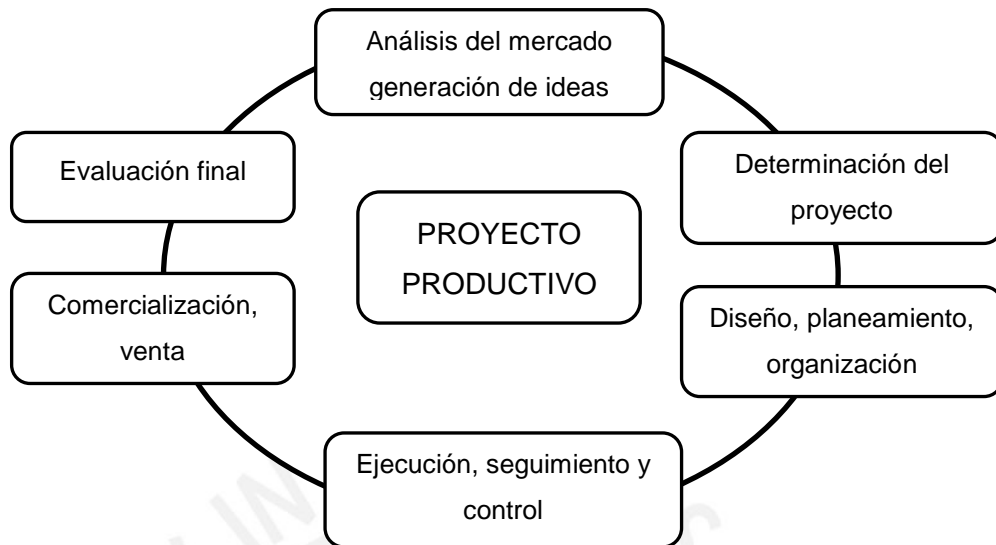 Análisis del mercado
generación de ideas
Evaluación final
Determinación del
proyecto
PROYECTO
PRODUCTIVO
Comercialización,
venta
Diseño, planeamiento,
organización
Ejecución, seguimiento y
control